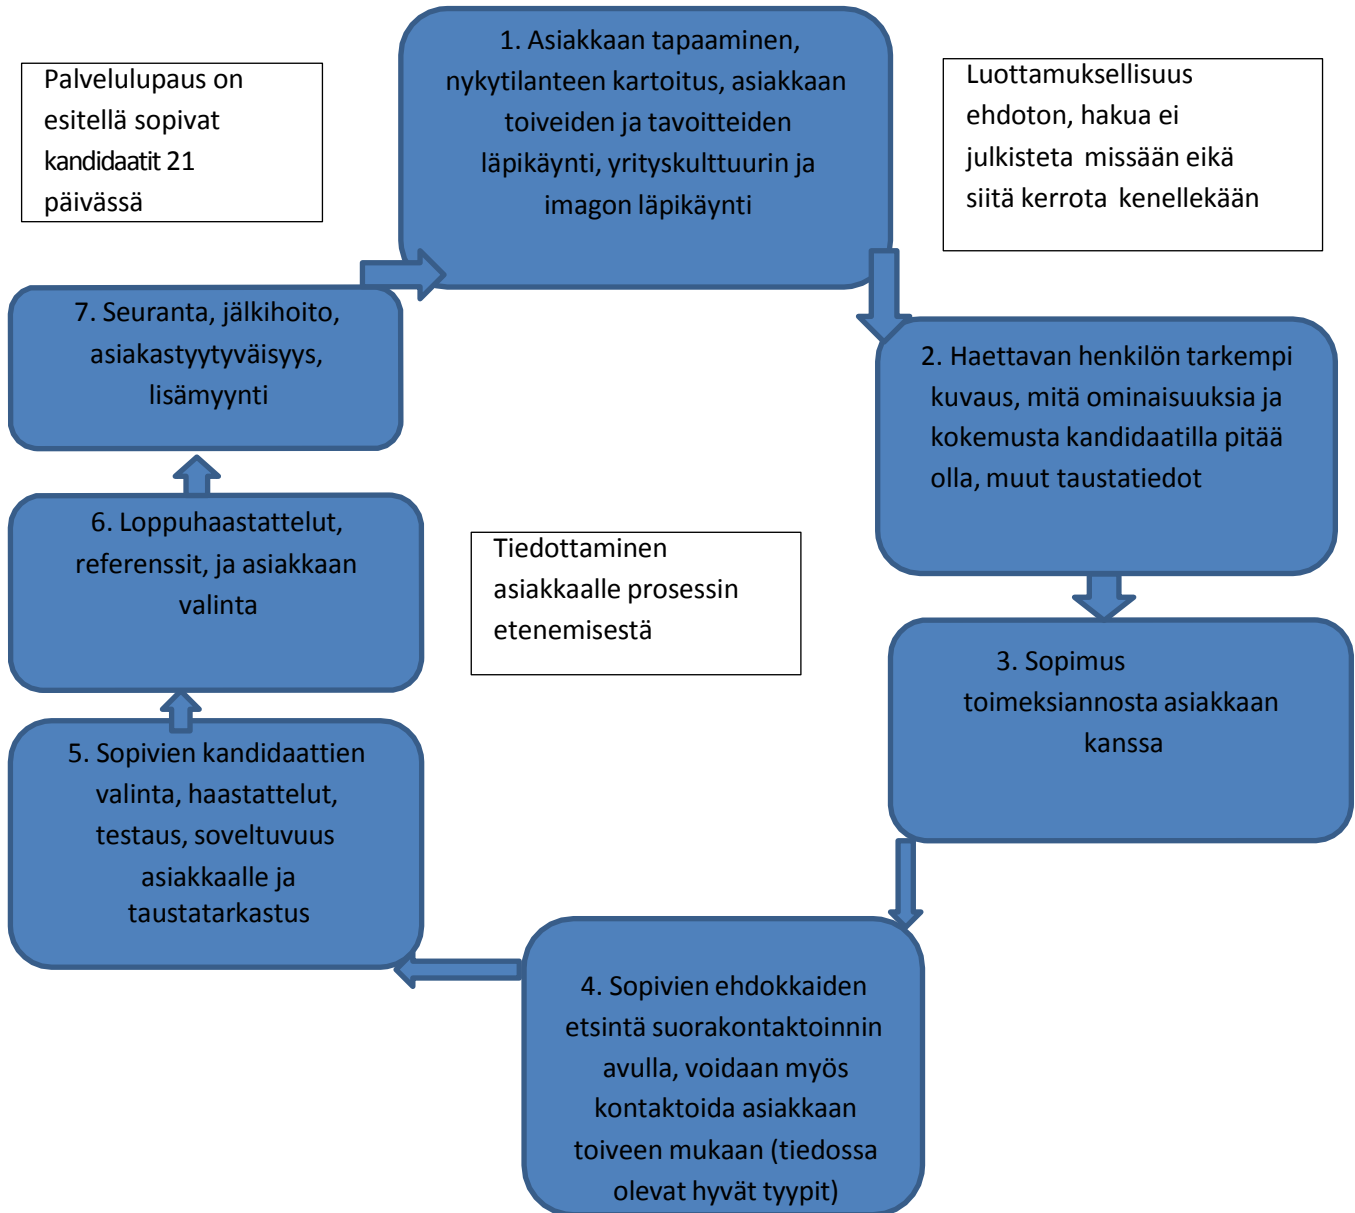 1. Asiakkaan tapaaminen,
nykytilanteen kartoitus, asiakkaan
toiveiden ja tavoitteiden
läpikäynti, yrityskulttuurin ja
imagon läpikäynti
Palvelulupaus on
esitellä sopivat
kandidaatit 21
päivässä
Luottamuksellisuus
ehdoton, hakua ei
julkisteta missään eikä
siitä kerrota kenellekään
7. Seuranta, jälkihoito,
asiakastyytyväisyys,
lisämyynti
2. Haettavan henkilön tarkempi
kuvaus, mitä ominaisuuksia ja
kokemusta kandidaatilla pitää
olla, muut taustatiedot
6. Loppuhaastattelut,
referenssit, ja asiakkaan
valinta
Tiedottaminen
asiakkaalle prosessin
etenemisestä
3. Sopimus
toimeksiannosta asiakkaan
kanssa
5. Sopivien kandidaattien
valinta, haastattelut,
testaus, soveltuvuus
asiakkaalle ja
taustatarkastus
4. Sopivien ehdokkaiden
etsintä suorakontaktoinnin
avulla, voidaan myös
kontaktoida asiakkaan
toiveen mukaan (tiedossa
olevat hyvät tyypit)